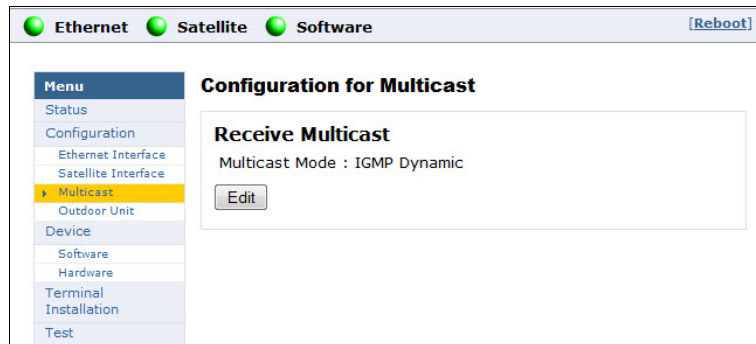 Ethernet Satellite Software [Reboot]
Menu
Status
Configuration
Ethernet Interface
Satellite Interface
Multicast
Outdoor Unit
Device
Software
Hardware
Terminal
Installation
Test
Configuration for Multicast
Receive Multicast
Multicast Mode : IGMP Dynamic
Edit